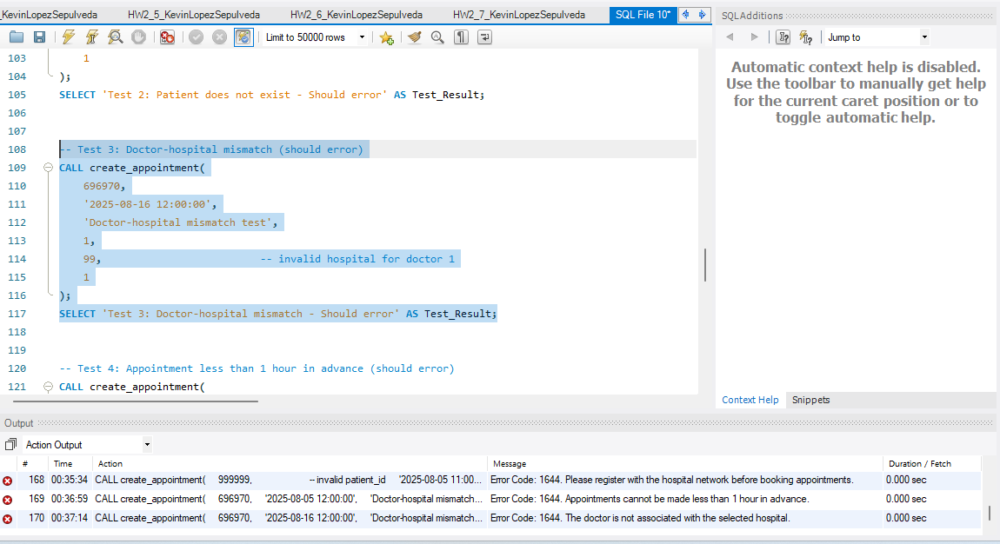 _KevinLopezSepulveda HW2_5_KevinLopezSepulveda HW2_6_KevinLopezSepulveda HW2_7_KevinLopezSepulveda SQL File 10* SQLAdditions
Limit to 50000 rows Jump to
103 1
104 );
105 SELECT 'Test 2: Patient does not exist - Should error' AS Test_Result;
106
107
108 -- Test 3: Doctor-hospital mismatch (should error)
109 CALL create_appointment(
110 696970,
111 '2025-08-16 12:00:00',
112 'Doctor-hospital mismatch test',
113 1,
114 99, -- invalid hospital for doctor 1
115 1
116 );
117 SELECT 'Test 3: Doctor-hospital mismatch - Should error' AS Test_Result;
118
119
120 -- Test 4: Appointment less than 1 hour in advance (should error)
121 CALL create_appointment(
Automatic context help is disabled.
Use the toolbar to manually get help
for the current caret position or to
toggle automatic help.
Context Help Snippets
Output
Action Output
# Time Action Message Duration / Fetch
168 00:35:34 CALL create_appointment( 999999, -- invalid patient_id '2025-08-05 11:00... Error Code: 1644. Please register with the hospital network before booking appointments. 0.000 sec
169 00:36:59 CALL create_appointment( 696970, '2025-08-05 12:00:00', 'Doctor-hospital mismatch... Error Code: 1644. Appointments cannot be made less than 1 hour in advance. 0.000 sec
170 00:37:14 CALL create_appointment( 696970, '2025-08-16 12:00:00', 'Doctor-hospital mismatch... Error Code: 1644. The doctor is not associated with the selected hospital. 0.000 sec